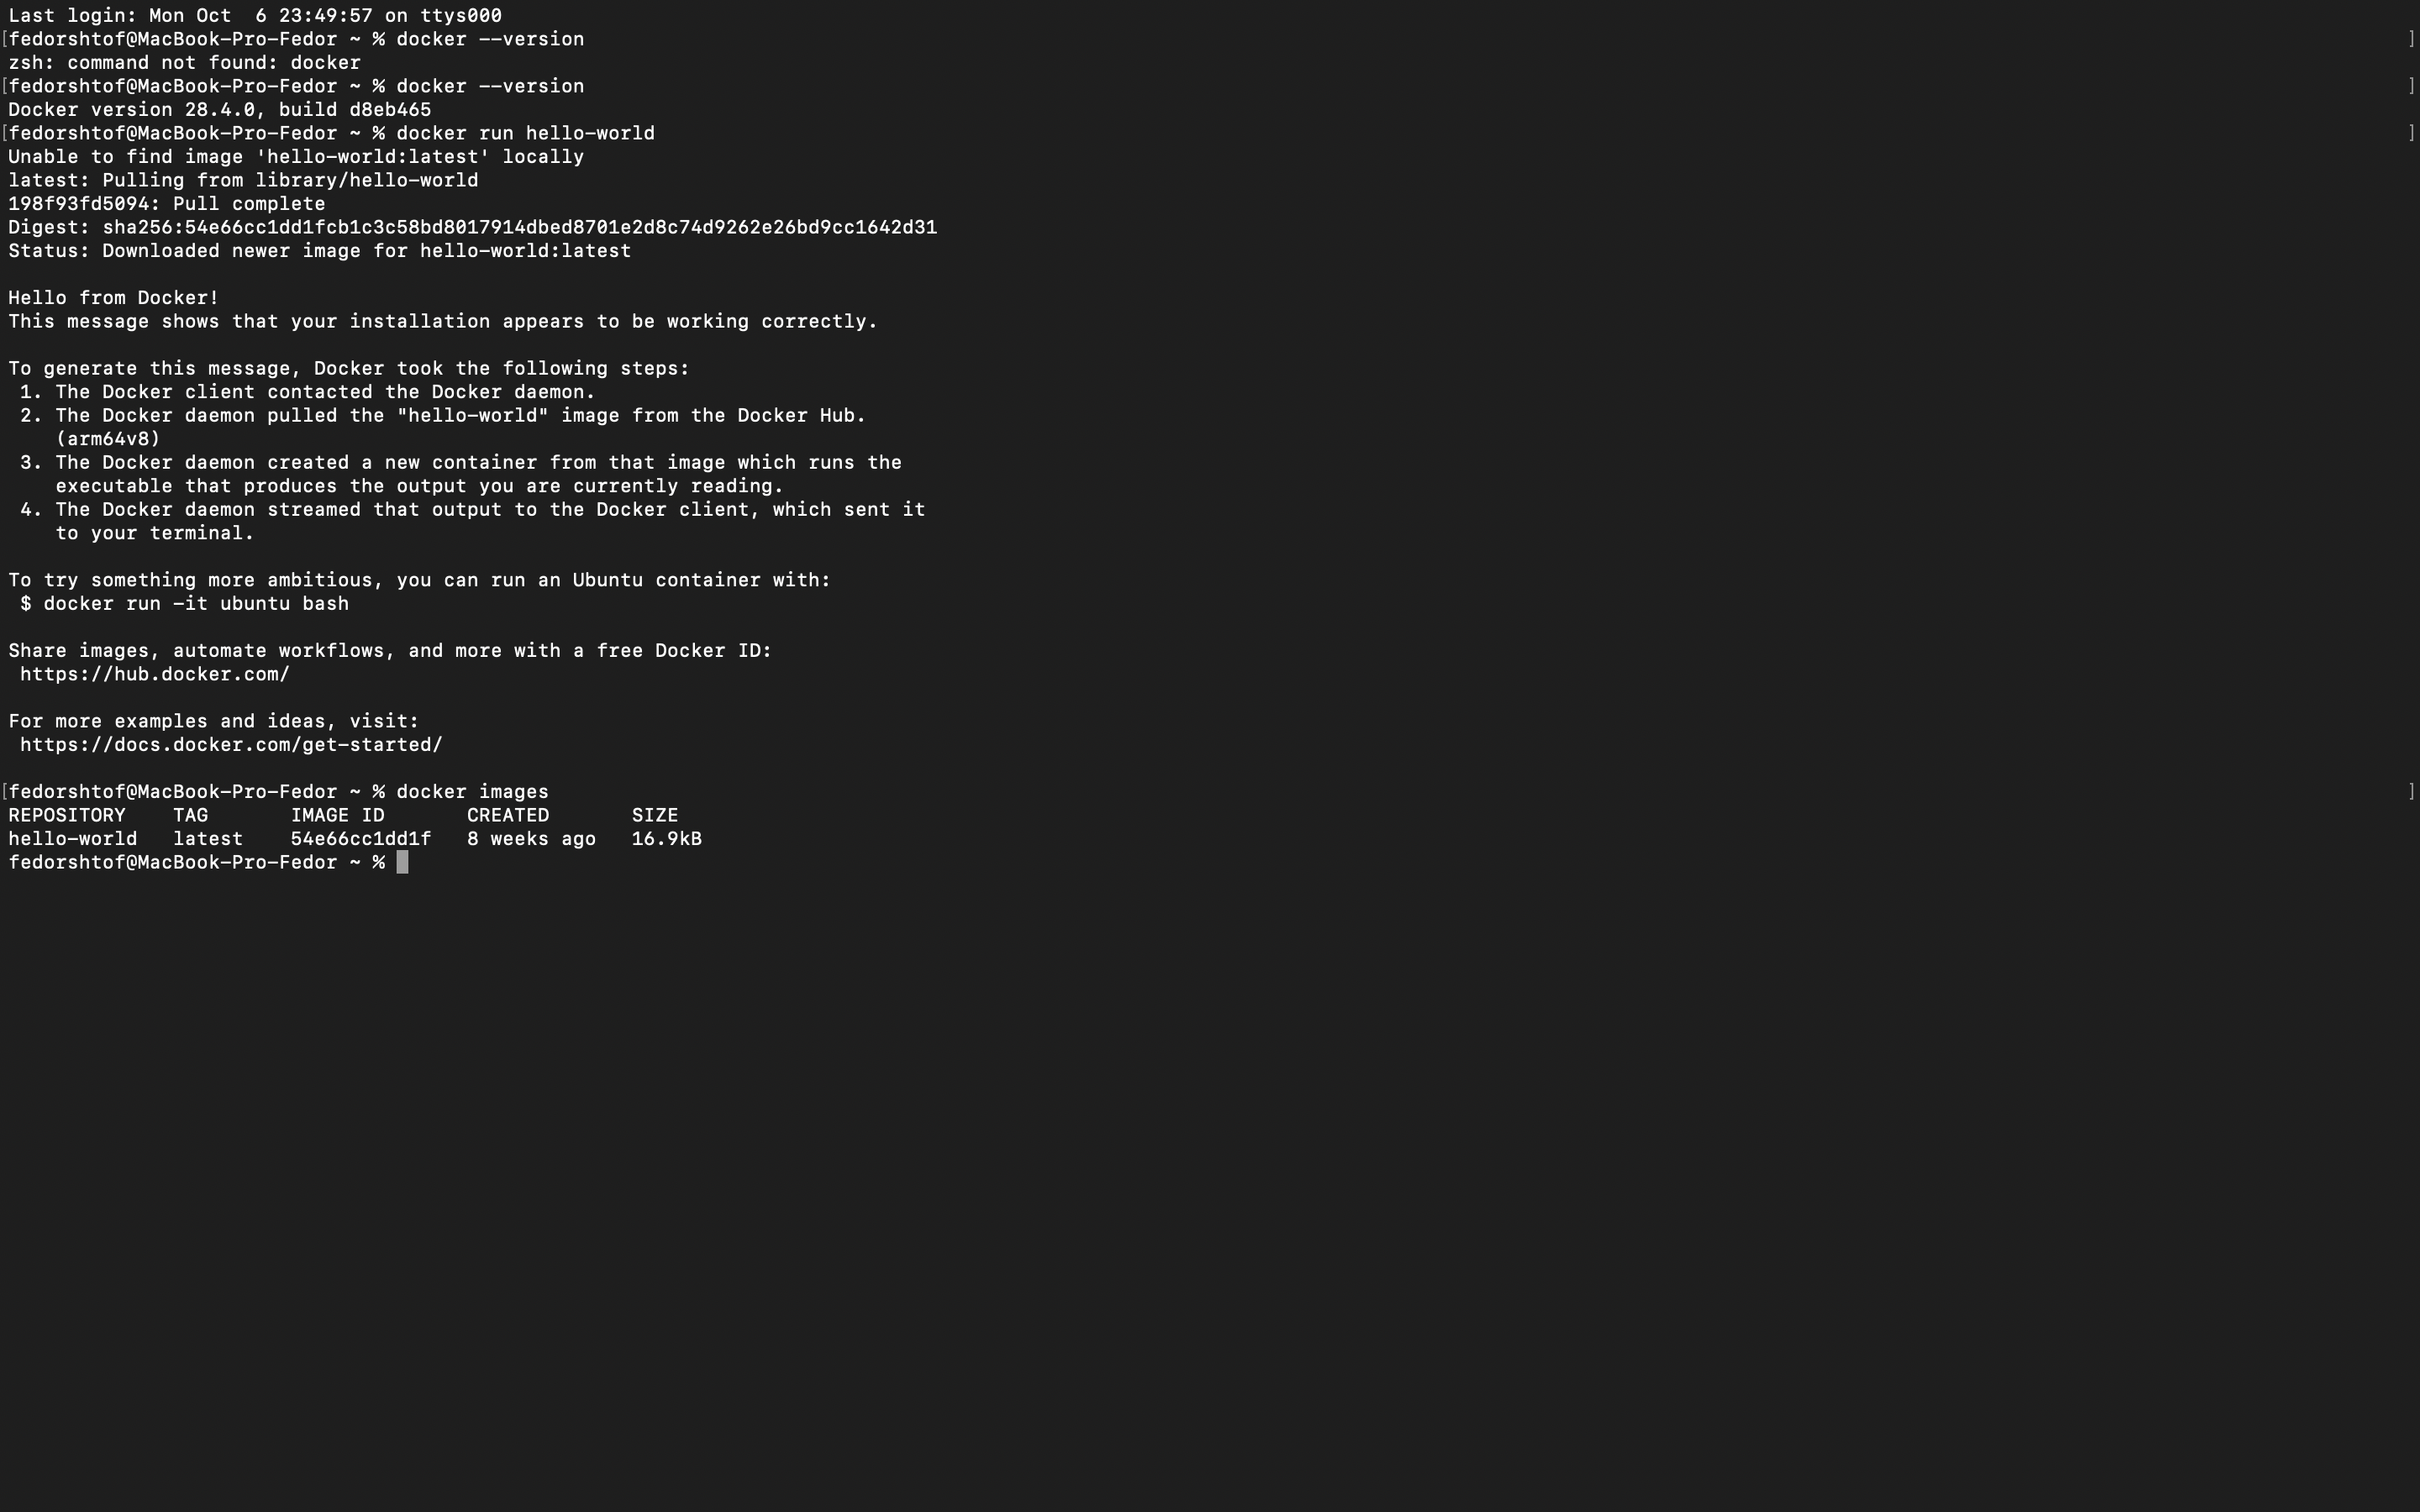 Last login: Mon Oct  6 23:49:57 on ttys000
[fedorshtof@MacBook-Pro-Fedor ~ % docker --version ]
zsh: command not found: docker
[fedorshtof@MacBook-Pro-Fedor ~ % docker --version ]
Docker version 28.4.0, build d8eb465
[fedorshtof@MacBook-Pro-Fedor ~ % docker run hello-world ]
Unable to find image 'hello-world:latest' locally
latest: Pulling from library/hello-world
198f93fd5094: Pull complete
Digest: sha256:54e66cc1dd1fcb1c3c58bd8017914dbed8701e2d8c74d9262e26bd9cc1642d31
Status: Downloaded newer image for hello-world:latest

Hello from Docker!
This message shows that your installation appears to be working correctly.

To generate this message, Docker took the following steps:
 1. The Docker client contacted the Docker daemon.
 2. The Docker daemon pulled the "hello-world" image from the Docker Hub.
    (arm64v8)
 3. The Docker daemon created a new container from that image which runs the
    executable that produces the output you are currently reading.
 4. The Docker daemon streamed that output to the Docker client, which sent it
    to your terminal.

To try something more ambitious, you can run an Ubuntu container with:
 $ docker run -it ubuntu bash

Share images, automate workflows, and more with a free Docker ID:
 https://hub.docker.com/

For more examples and ideas, visit:
 https://docs.docker.com/get-started/

[fedorshtof@MacBook-Pro-Fedor ~ % docker images ]
REPOSITORY    TAG       IMAGE ID       CREATED       SIZE
hello-world   latest    54e66cc1dd1f   8 weeks ago   16.9kB
fedorshtof@MacBook-Pro-Fedor ~ %